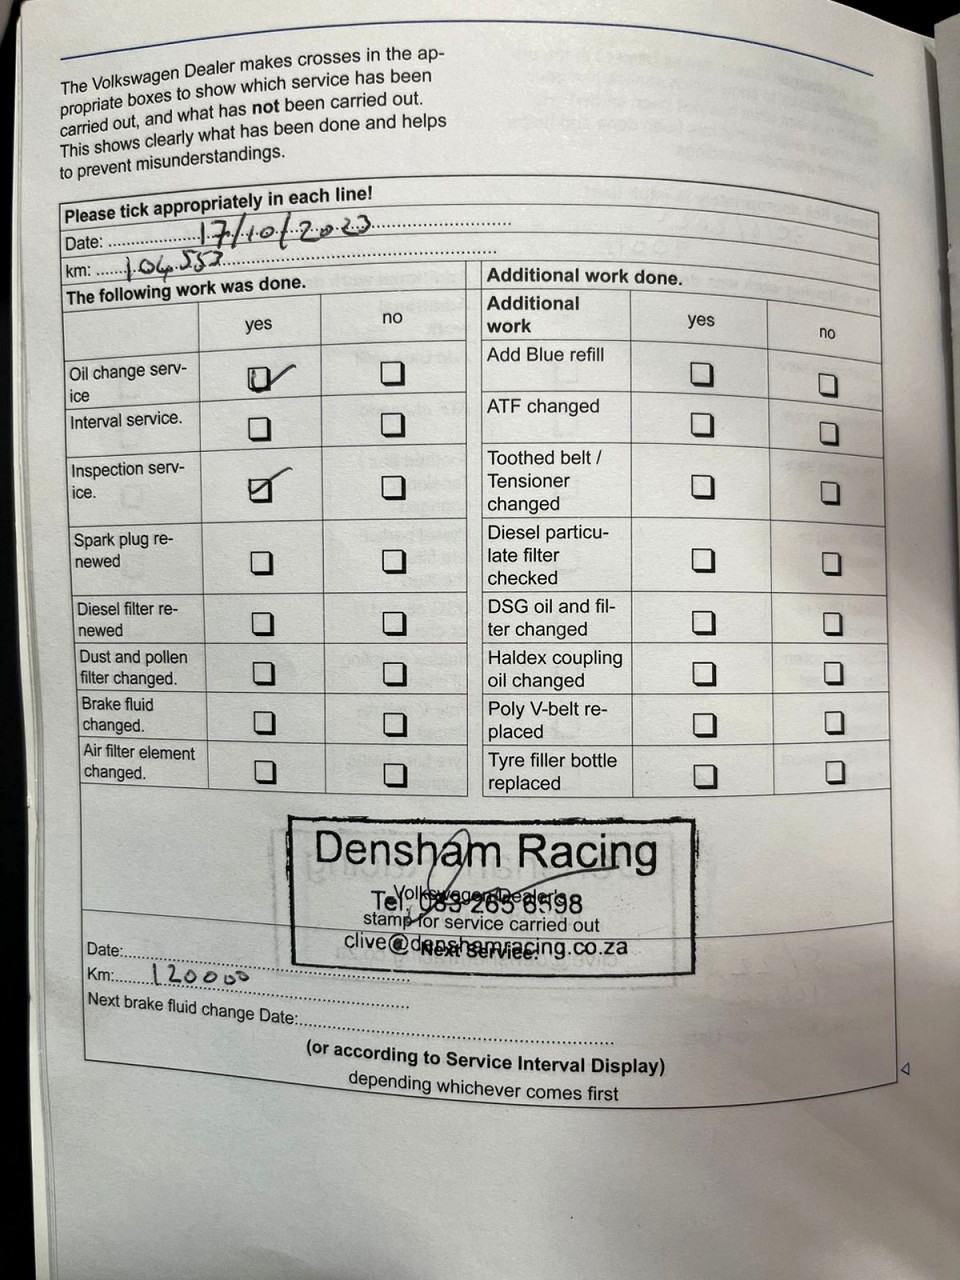 The Volkswagen Dealer makes crosses in the ap-
propriate boxes to show which service has been
carried out, and what has not been carried out.
This shows clearly what has been done and helps
to prevent misunderstandings.
Please tick appropriately in each line!
Date: 17/10/2023
km: 104 553
The following work was done.
yes no
Oil change serv-
ice
Interval service.
Inspection serv-
ice.
Spark plug re-
newed
Diesel filter re-
newed
Dust and pollen
filter changed.
Brake fluid
changed.
Air filter element
changed.
Additional work done.
Additional
work
yes no
Add Blue refill
ATF changed
Toothed belt /
Tensioner
changed
Diesel particu-
late filter
checked
DSG oil and fil-
ter changed
Haldex coupling
oil changed
Poly V-belt re-
placed
Tyre filler bottle
replaced
Densham Racing
Volkswagen Dealer's
Tel: 083 265 6598
stamp for service carried out
clive@denshamracing.co.za
Next Service:
Date:
Km: 120000
Next brake fluid change Date:
(or according to Service Interval Display)
depending whichever comes first